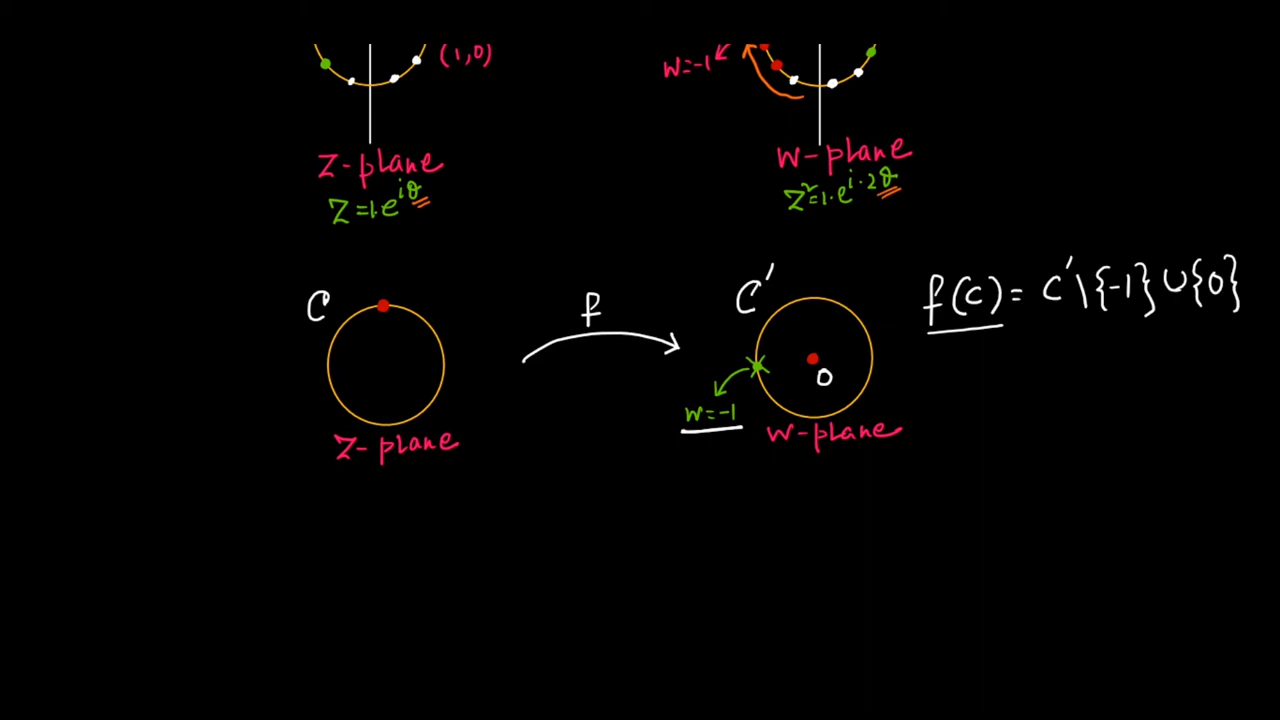 (1,0)
w=-1
Z-plane
w-plane
Z=1.e^{iθ}
Z²=1.e^{i.2θ}
C
f
C'
f(C) = C'\{-1}∪{0}
0
w=-1
Z-plane
w-plane